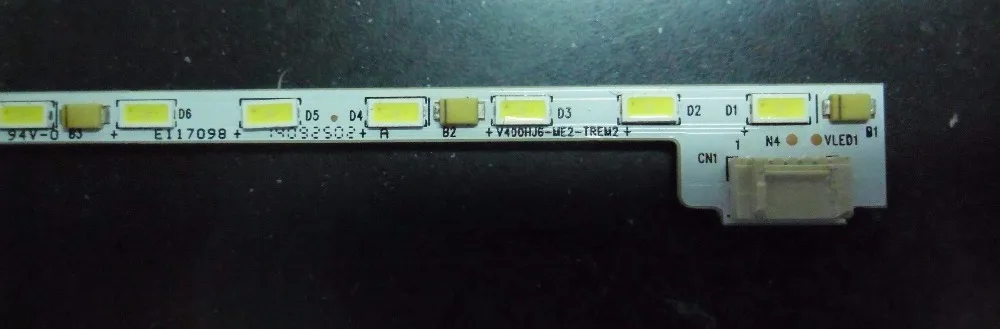 D6 D5 D4 D3 D2 D1
94V-0 B3 E117098 14092502 A B2 V400HJ6-ME2-TREM2 B1
1 N4 VLED1
CN1